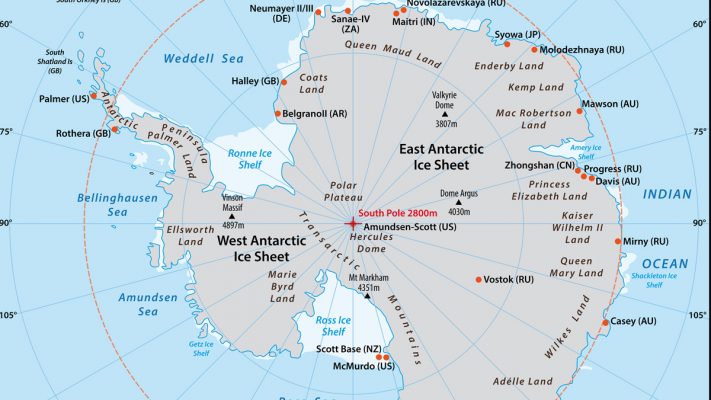 South Orkney Is (GB)
Neumayer II/III
(DE)
Sanae-IV
(ZA)
Novolazarevskaya (RU)
Maitri (IN)
Syowa (JP)
Molodezhnaya (RU)
South
Shatland Is
(GB)
60°
Weddell Sea
Queen Maud Land
Enderby Land
Kemp Land
Halley (GB)
Coats
Land
Valkyrie
Dome
3807m
Palmer (US)
Antarctic
Peninsula
Palmer Land
Belgranoll (AR)
Mac Robertson
Land
Mawson (AU)
75°
Rothera (GB)
Ronne Ice
Shelf
East Antarctic
Ice Sheet
Amery Ice
Shelf
75°
Zhongshan (CN)
Progress (RU)
Davis (AU)
Bellinghausen
Sea
Vinson
Massif
4897m
Polar
Plateau
Dome Argus
4030m
Princess
Elizabeth Land
INDIAN
OCEAN
South Pole 2800m
Amundsen-Scott (US)
90°
90°
Ellsworth
Land
West Antarctic
Ice Sheet
Hercules
Dome
Kaiser
Wilhelm II
Land
Mirny (RU)
Transarctic
Mountains
Marie
Byrd
Land
Mt Markham
4351m
Vostok (RU)
Queen
Mary Land
Shackleton Ice
Shelf
Amundsen
Sea
105°
105°
Ross Ice
Shelf
Casey (AU)
Getz Ice
Shelf
Wilkes Land
Scott Base (NZ)
McMurdo (US)
Adélie Land